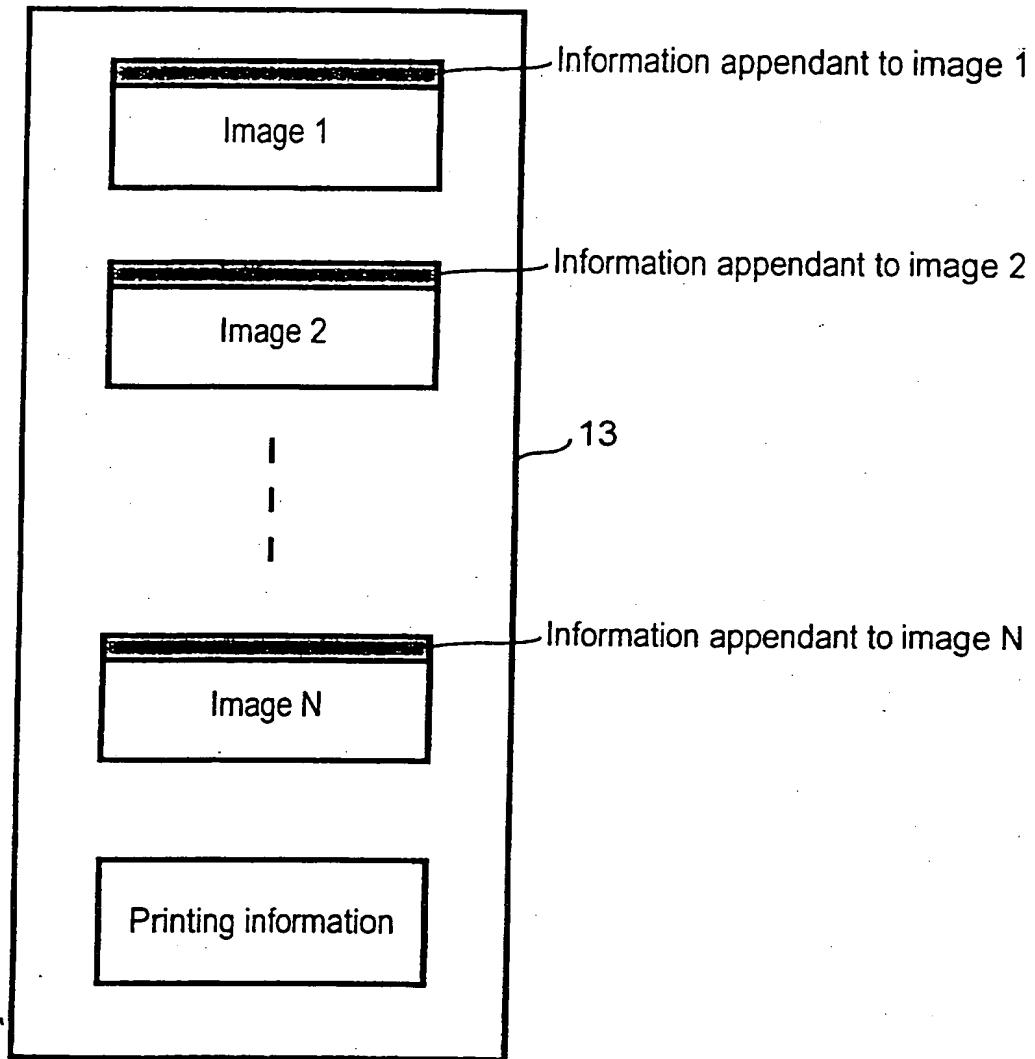 Information appendant to image 1
Image 1
Information appendant to image 2
Image 2
13
Information appendant to image N
Image N
Printing information